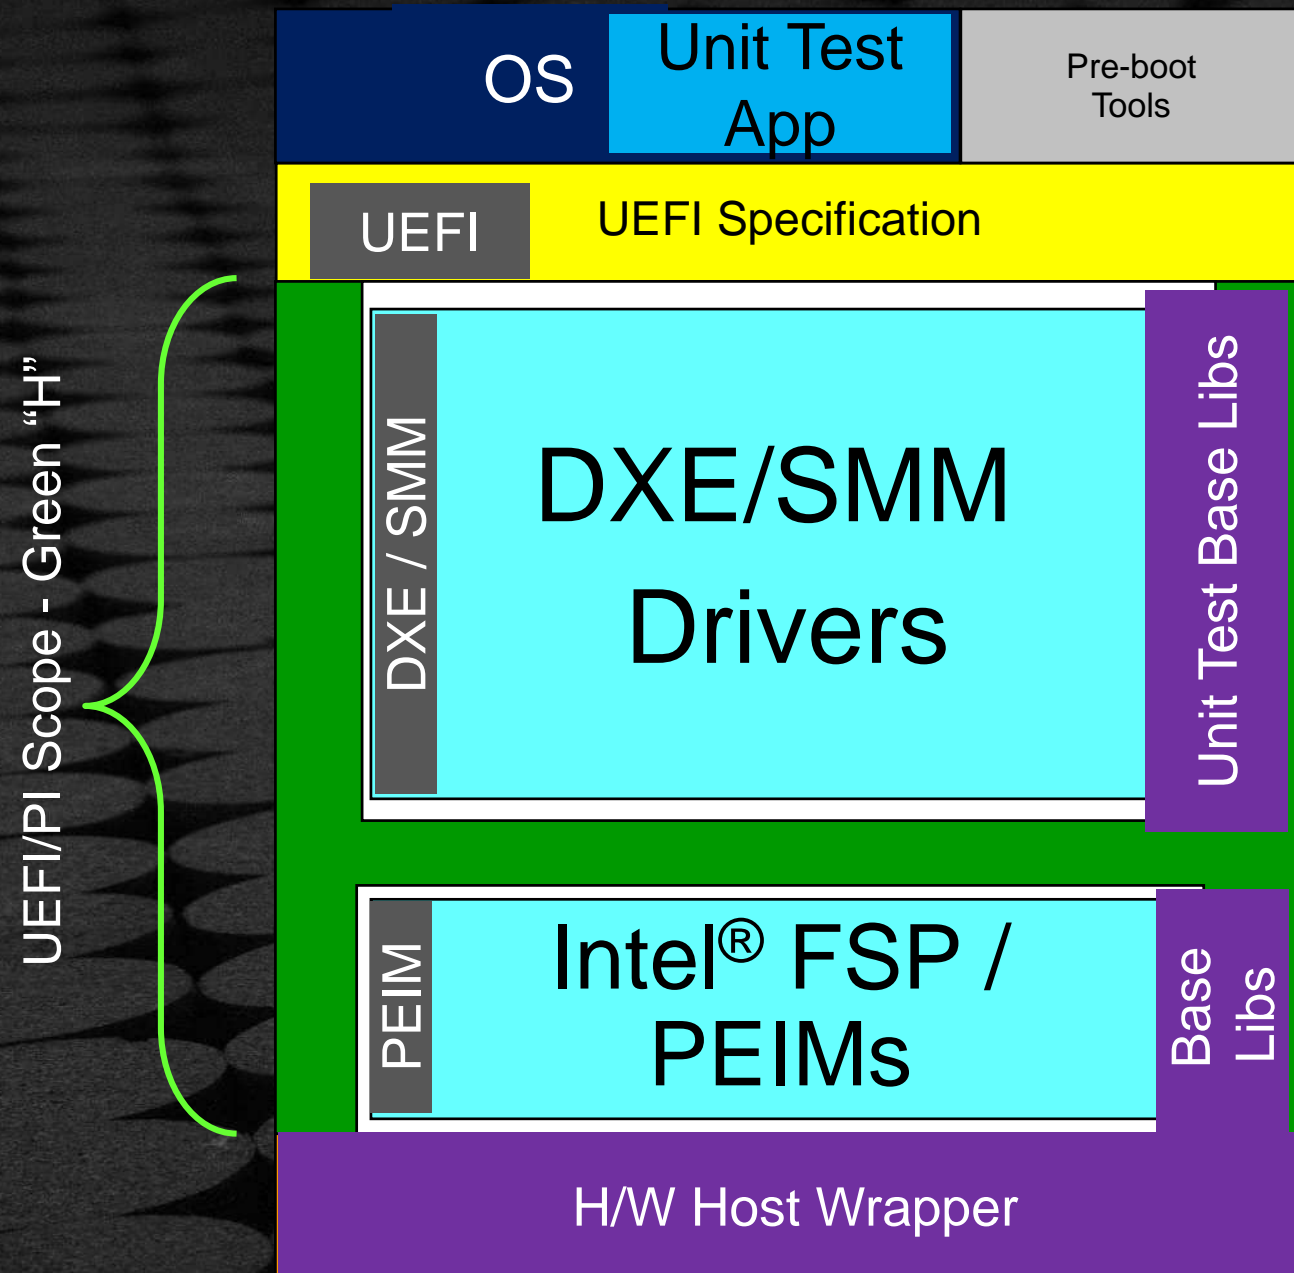 OS
Unit Test
App
Pre-boot
Tools
UEFI
UEFI Specification
UEFI/PI Scope - Green “H”
DXE / SMM
DXE/SMM
Drivers
Unit Test Base Libs
PEIM
Intel® FSP /
PEIMs
Base
Libs
H/W Host Wrapper